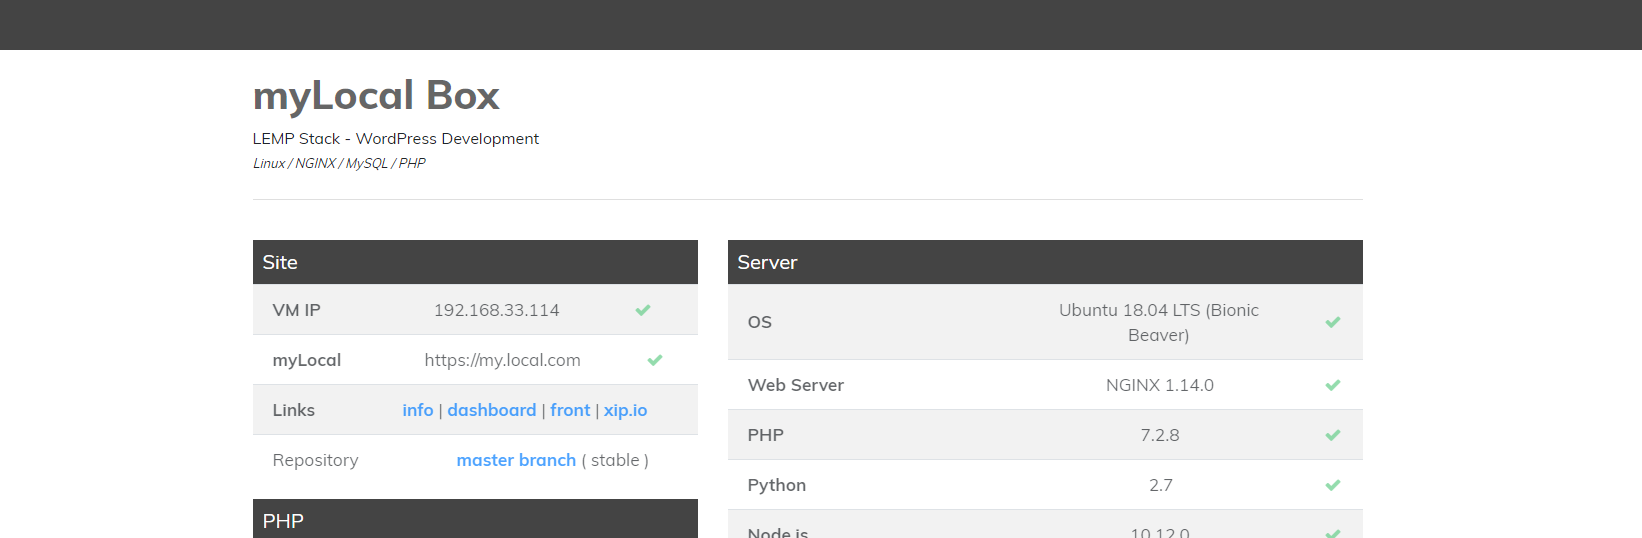 myLocal Box
LEMP Stack - WordPress Development
Linux / NGINX / MySQL / PHP
Site
VM IP 192.168.33.114
myLocal https://my.local.com
Links info | dashboard | front | xip.io
Repository master branch ( stable )
PHP
Server
OS Ubuntu 18.04 LTS (Bionic
Beaver)
Web Server NGINX 1.14.0
PHP 7.2.8
Python 2.7
Node.js 10.12.0